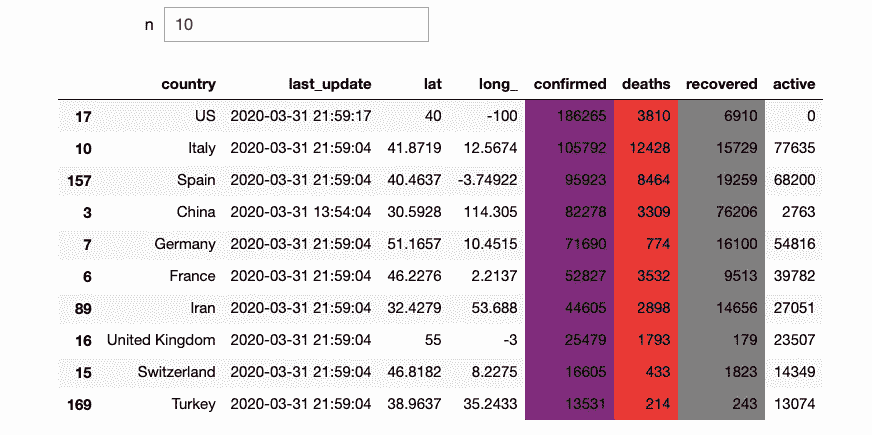 n 10
country last_update lat long_ confirmed deaths recovered active
17 US 2020-03-31 21:59:17 40 -100 186265 3810 6910 0
10 Italy 2020-03-31 21:59:04 41.8719 12.5674 105792 12428 15729 77635
157 Spain 2020-03-31 21:59:04 40.4637 -3.74922 95923 8464 19259 68200
3 China 2020-03-31 13:54:04 30.5928 114.305 82278 3309 76206 2763
7 Germany 2020-03-31 21:59:04 51.1657 10.4515 71690 774 16100 54816
6 France 2020-03-31 21:59:04 46.2276 2.2137 52827 3532 9513 39782
89 Iran 2020-03-31 21:59:04 32.4279 53.688 44605 2898 14656 27051
16 United Kingdom 2020-03-31 21:59:04 55 -3 25479 1793 179 23507
15 Switzerland 2020-03-31 21:59:04 46.8182 8.2275 16605 433 1823 14349
169 Turkey 2020-03-31 21:59:04 38.9637 35.2433 13531 214 243 13074